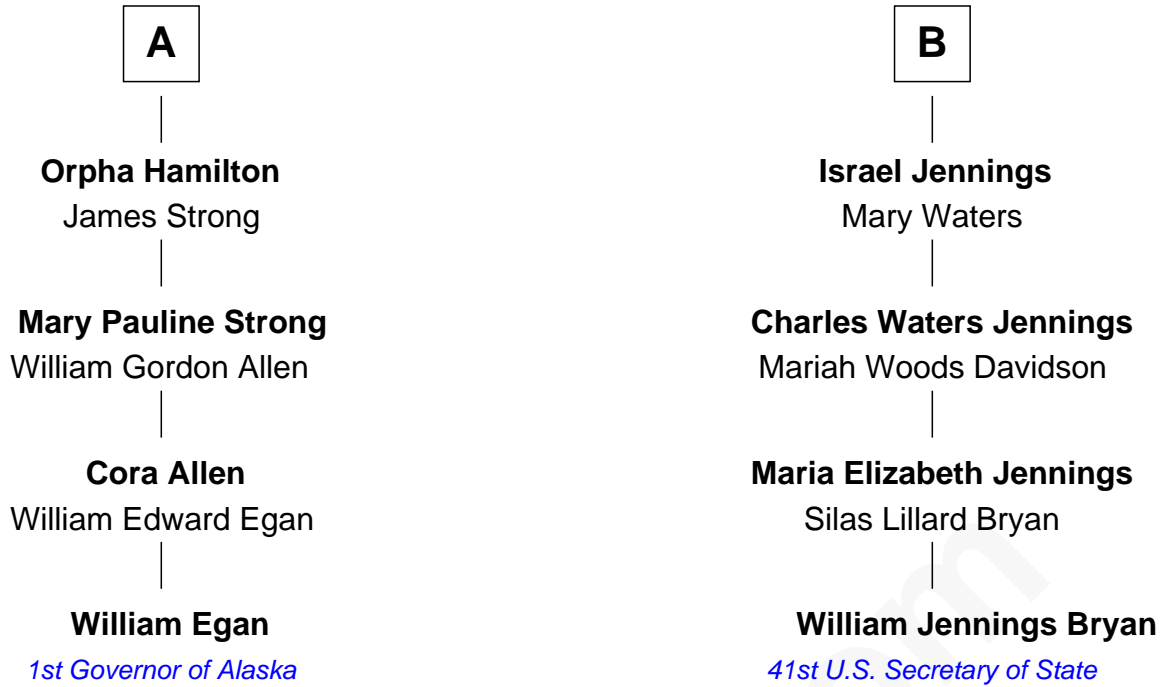 A
Orpha Hamilton
James Strong
Mary Pauline Strong
William Gordon Allen
Cora Allen
William Edward Egan
William Egan
1st Governor of Alaska
B
Israel Jennings
Mary Waters
Charles Waters Jennings
Mariah Woods Davidson
Maria Elizabeth Jennings
Silas Lillard Bryan
William Jennings Bryan
41st U.S. Secretary of State